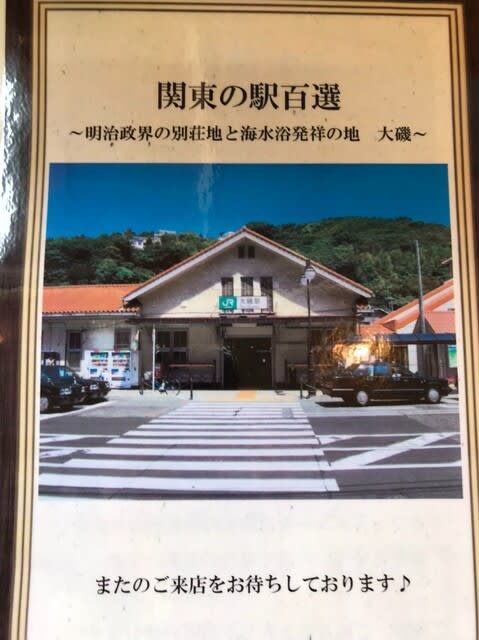 関東の駅百選
～明治政界の別荘地と海水浴発祥の地　大磯～
JR 大磯駅
またのご来店をお待ちしております♪